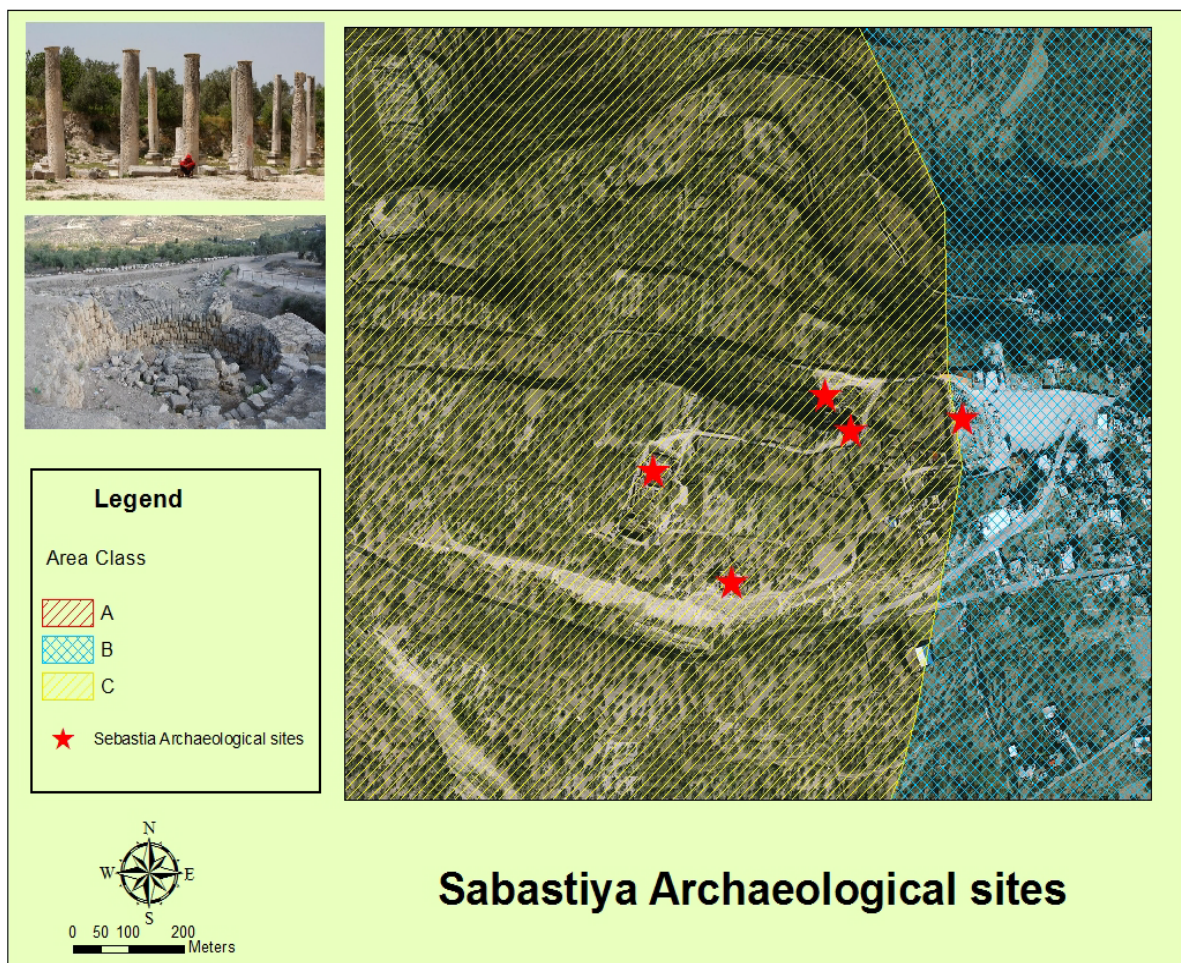 Legend
Area Class
A
B
C
Sebastia Archaeological sites
N
W E
S
0 50 100 200
Meters
Sabastiya Archaeological sites